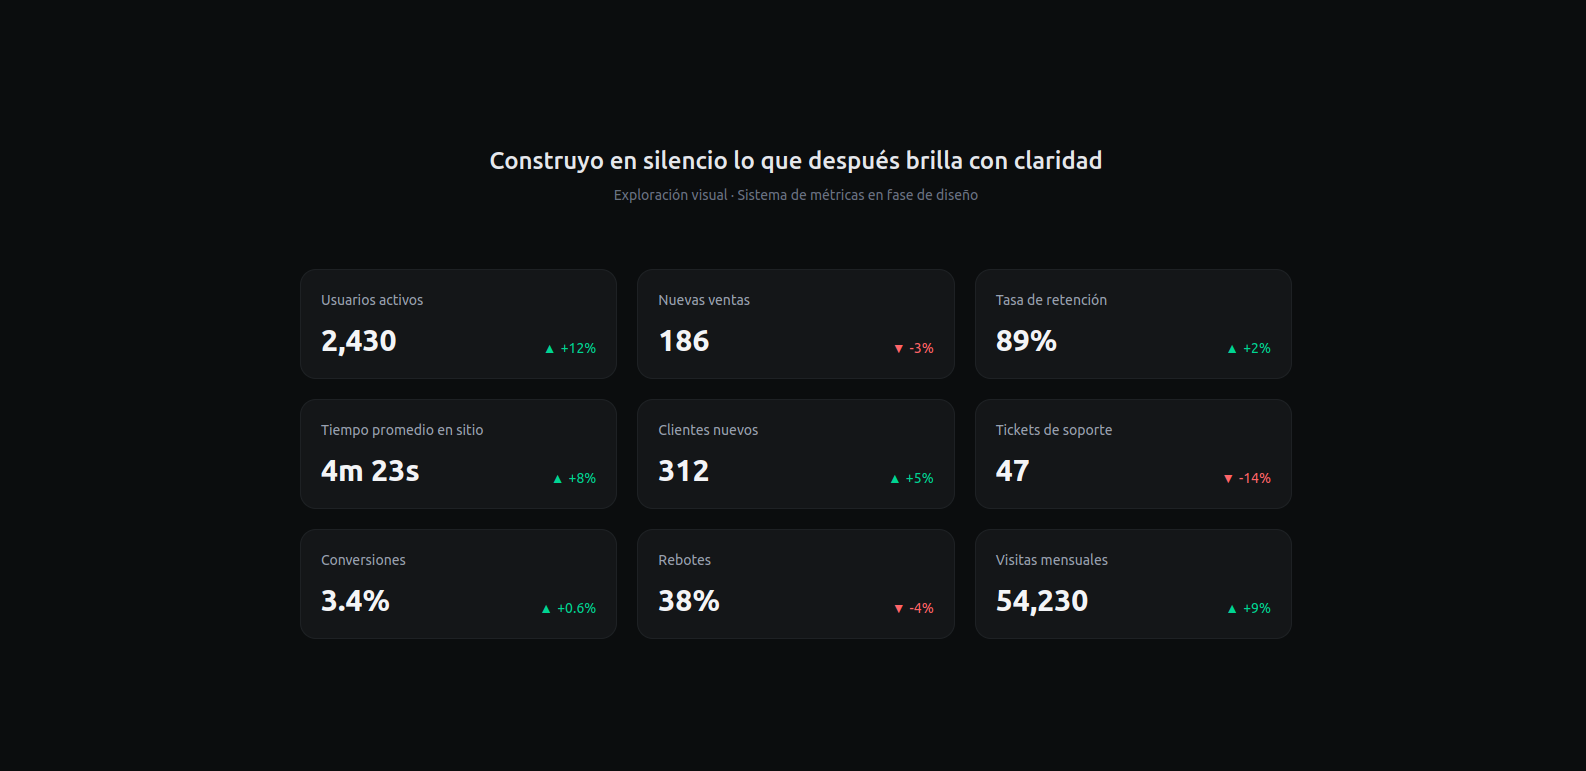 Construyo en silencio lo que después brilla con claridad
Exploración visual · Sistema de métricas en fase de diseño
Usuarios activos
2,430
▲ +12%
Nuevas ventas
186
▼ -3%
Tasa de retención
89%
▲ +2%
Tiempo promedio en sitio
4m 23s
▲ +8%
Clientes nuevos
312
▲ +5%
Tickets de soporte
47
▼ -14%
Conversiones
3.4%
▲ +0.6%
Rebotes
38%
▼ -4%
Visitas mensuales
54,230
▲ +9%